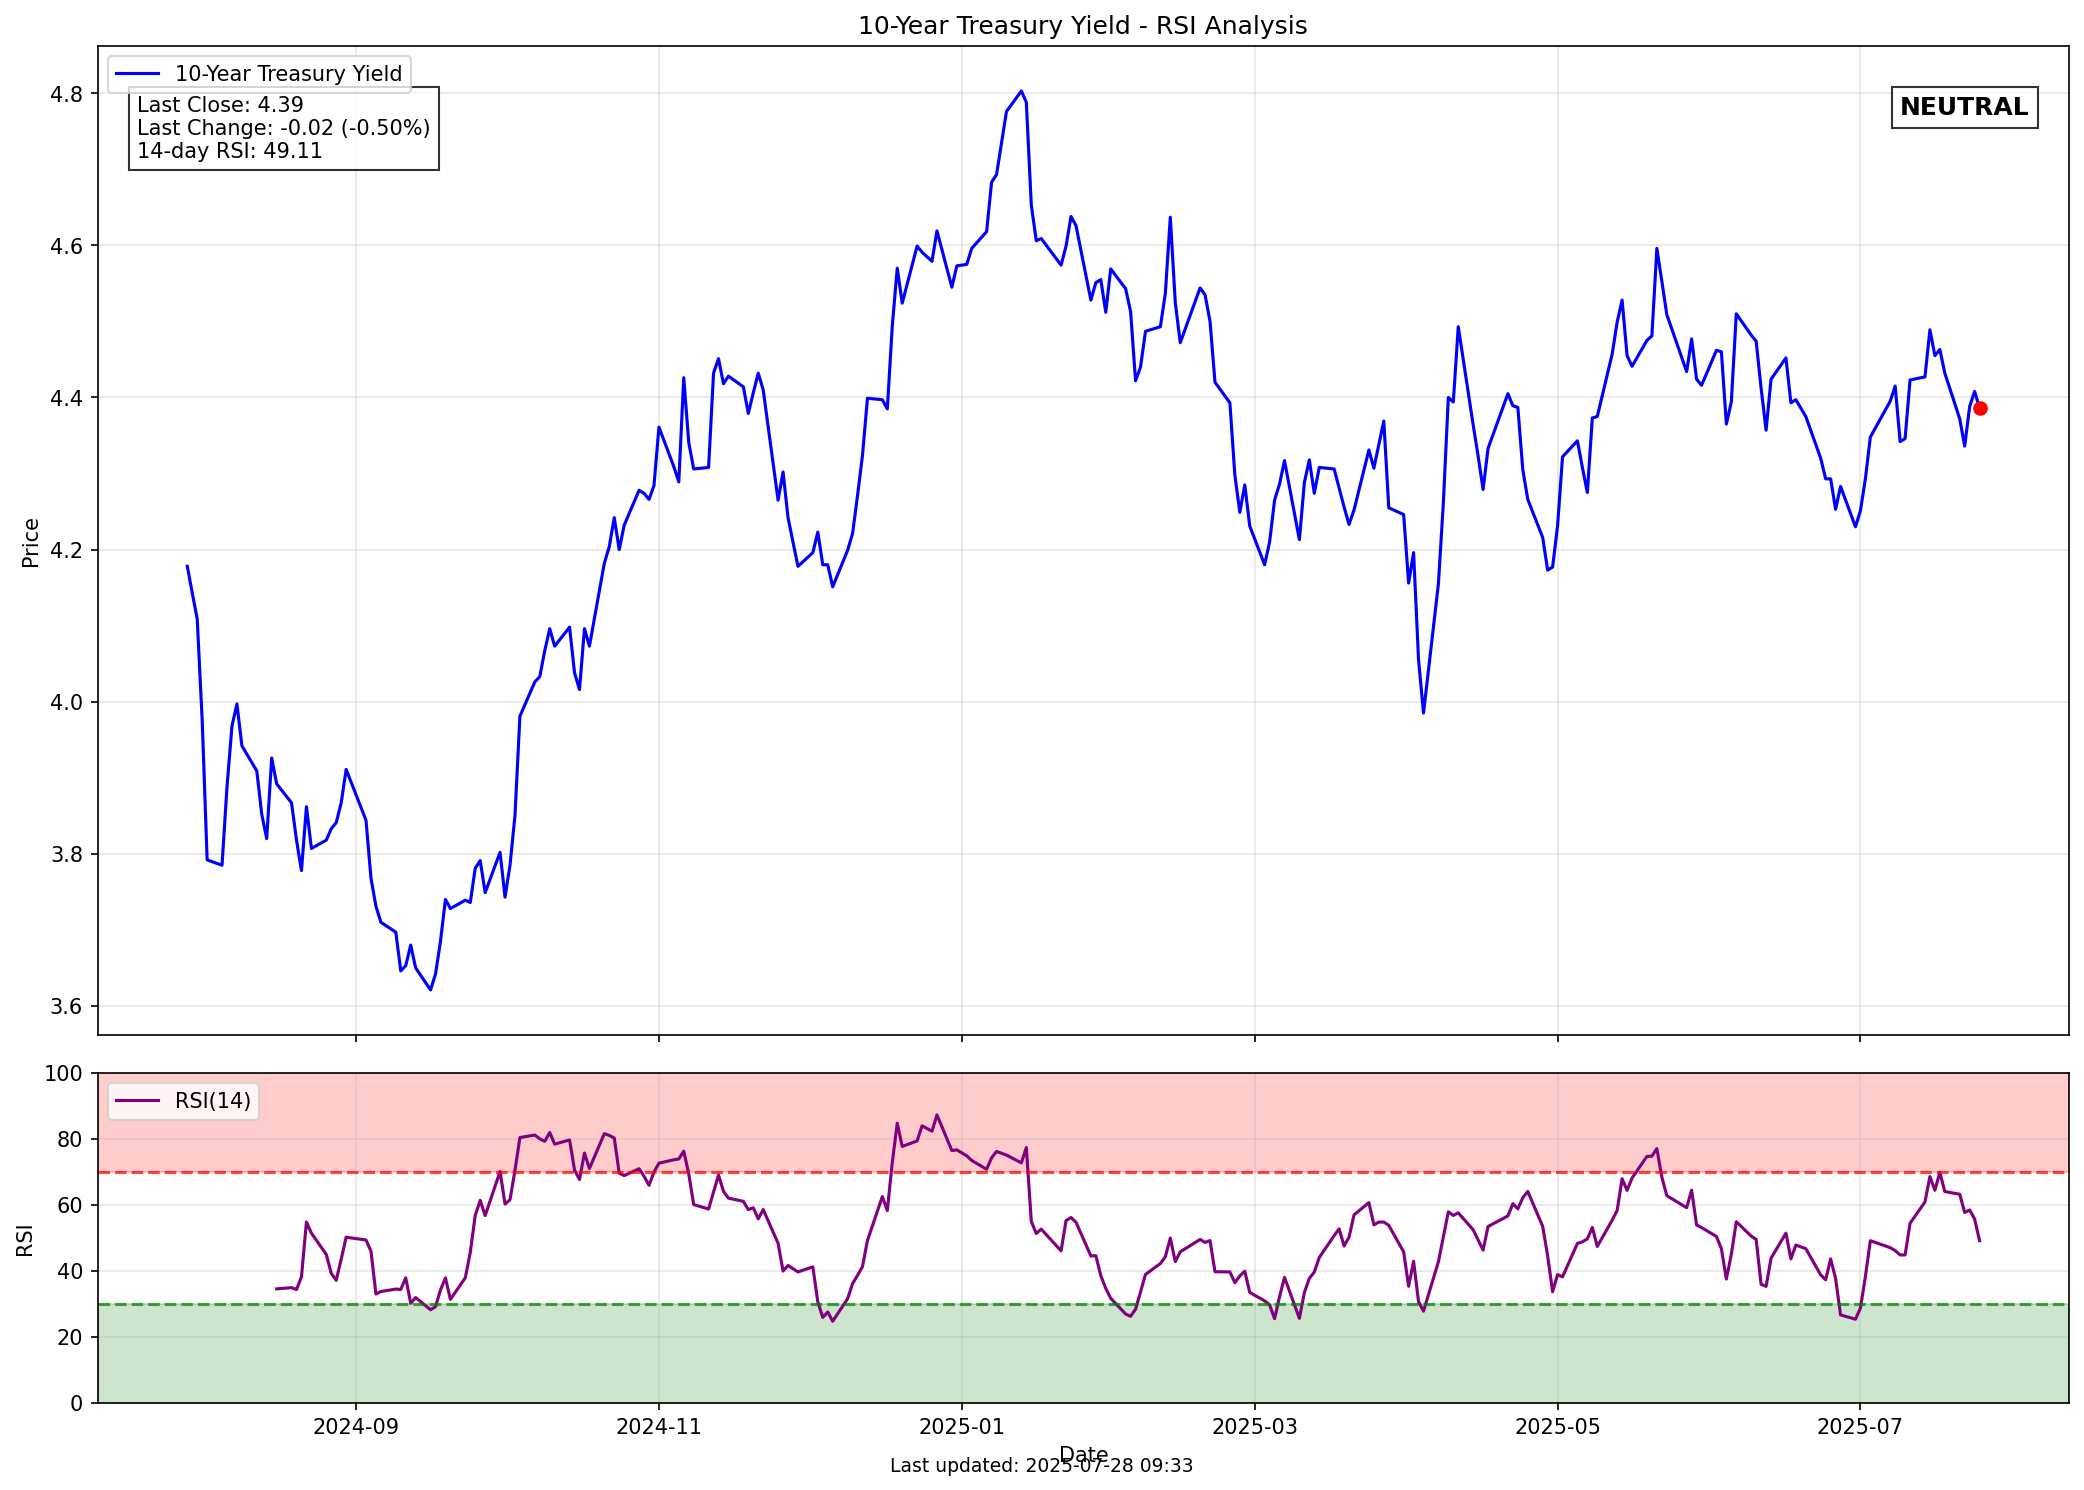 10-Year Treasury Yield - RSI Analysis
10-Year Treasury Yield
Last Close: 4.39
Last Change: -0.02 (-0.50%)
14-day RSI: 49.11
NEUTRAL
Price
4.8
4.6
4.4
4.2
4.0
3.8
3.6
RSI(14)
RSI
100
80
60
40
20
0
2024-09
2024-11
2025-01
2025-03
2025-05
2025-07
Date
Last updated: 2025-07-28 09:33